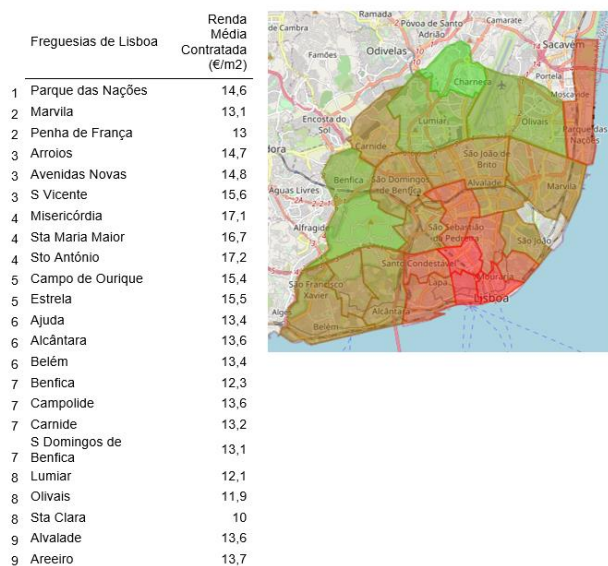 Freguesias de Lisboa
Renda
Média
Contratada
(€/m2)
1 Parque das Nações 14,6
2 Marvila 13,1
2 Penha de França 13
3 Arroios 14,7
3 Avenidas Novas 14,8
3 S Vicente 15,6
4 Misericórdia 17,1
4 Sta Maria Maior 16,7
4 Sto António 17,2
5 Campo de Ourique 15,4
5 Estrela 15,5
6 Ajuda 13,4
6 Alcântara 13,6
6 Belém 13,4
7 Benfica 12,3
7 Campolide 13,6
7 Carnide 13,2
S Domingos de
7 Benfica 13,1
8 Lumiar 12,1
8 Olivais 11,9
8 Sta Clara 10
9 Alvalade 13,6
9 Areeiro 13,7
Ramada
Póvoa de Santo
Adrião
Camarate
de Cambra
Famões
Odivelas
Sacavém
Charneca
Portela
Moscavide
Encosta do
Sol
Lumiar
Olivais
Parque das
Nações
Carnide
São João de
Brito
Benfica
São Domingos
de Benfica
Alvalade
Marvila
Águas Livres
Alfragide
São Sebastião
da Pedreira
São João
Santo Condestável
Mouraria
São Francisco
Xavier
Lapa
Lisboa
Algés
Alcântara
Belém